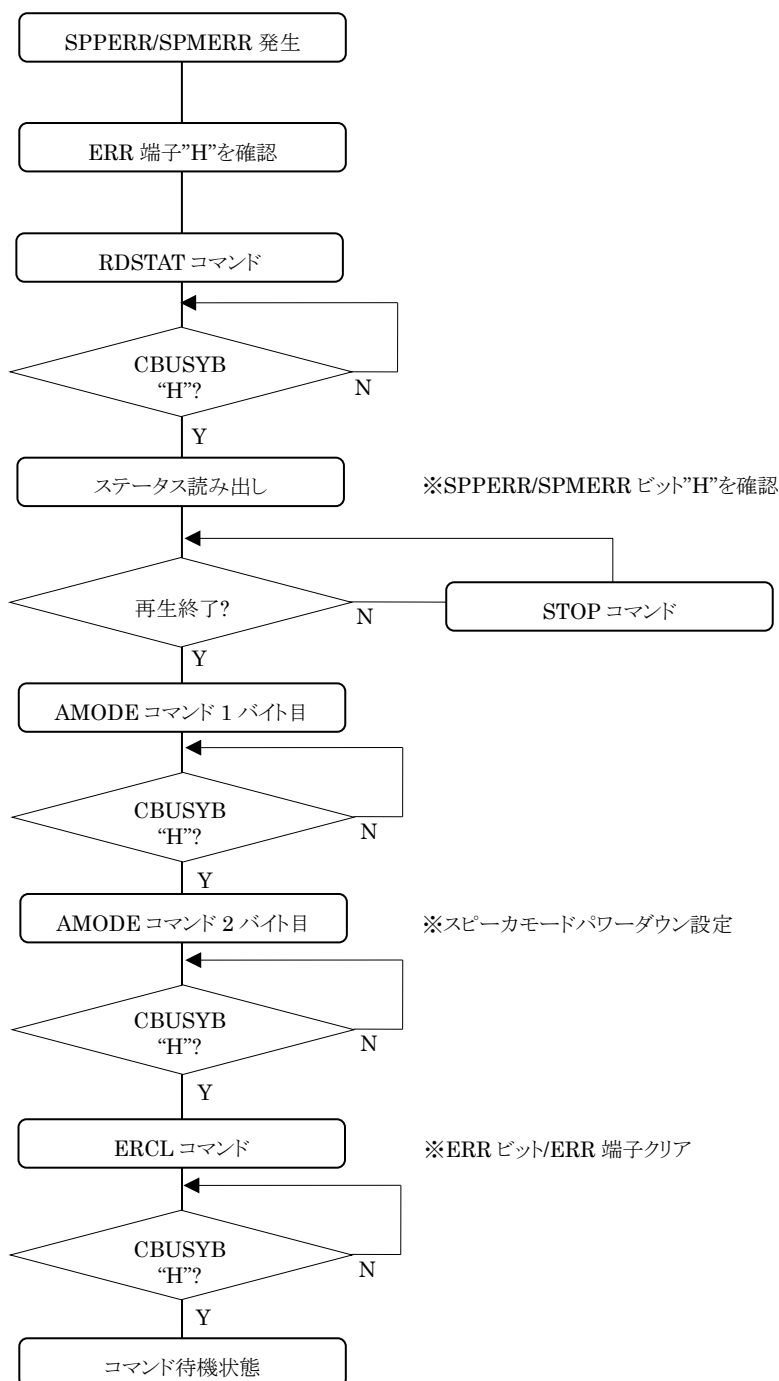 SPPERR/SPMERR 発生
ERR 端子”H”を確認
RDSTAT コマンド
CBUSYB
“H”?
N
Y
ステータス読み出し
※SPPERR/SPMERR ビット”H”を確認
再生終了?
N
STOP コマンド
Y
AMODE コマンド 1 バイト目
CBUSYB
“H”?
N
Y
AMODE コマンド 2 バイト目
※スピーカモードパワーダウン設定
CBUSYB
“H”?
N
Y
ERCL コマンド
※ERR ビット/ERR 端子クリア
CBUSYB
“H”?
N
Y
コマンド待機状態